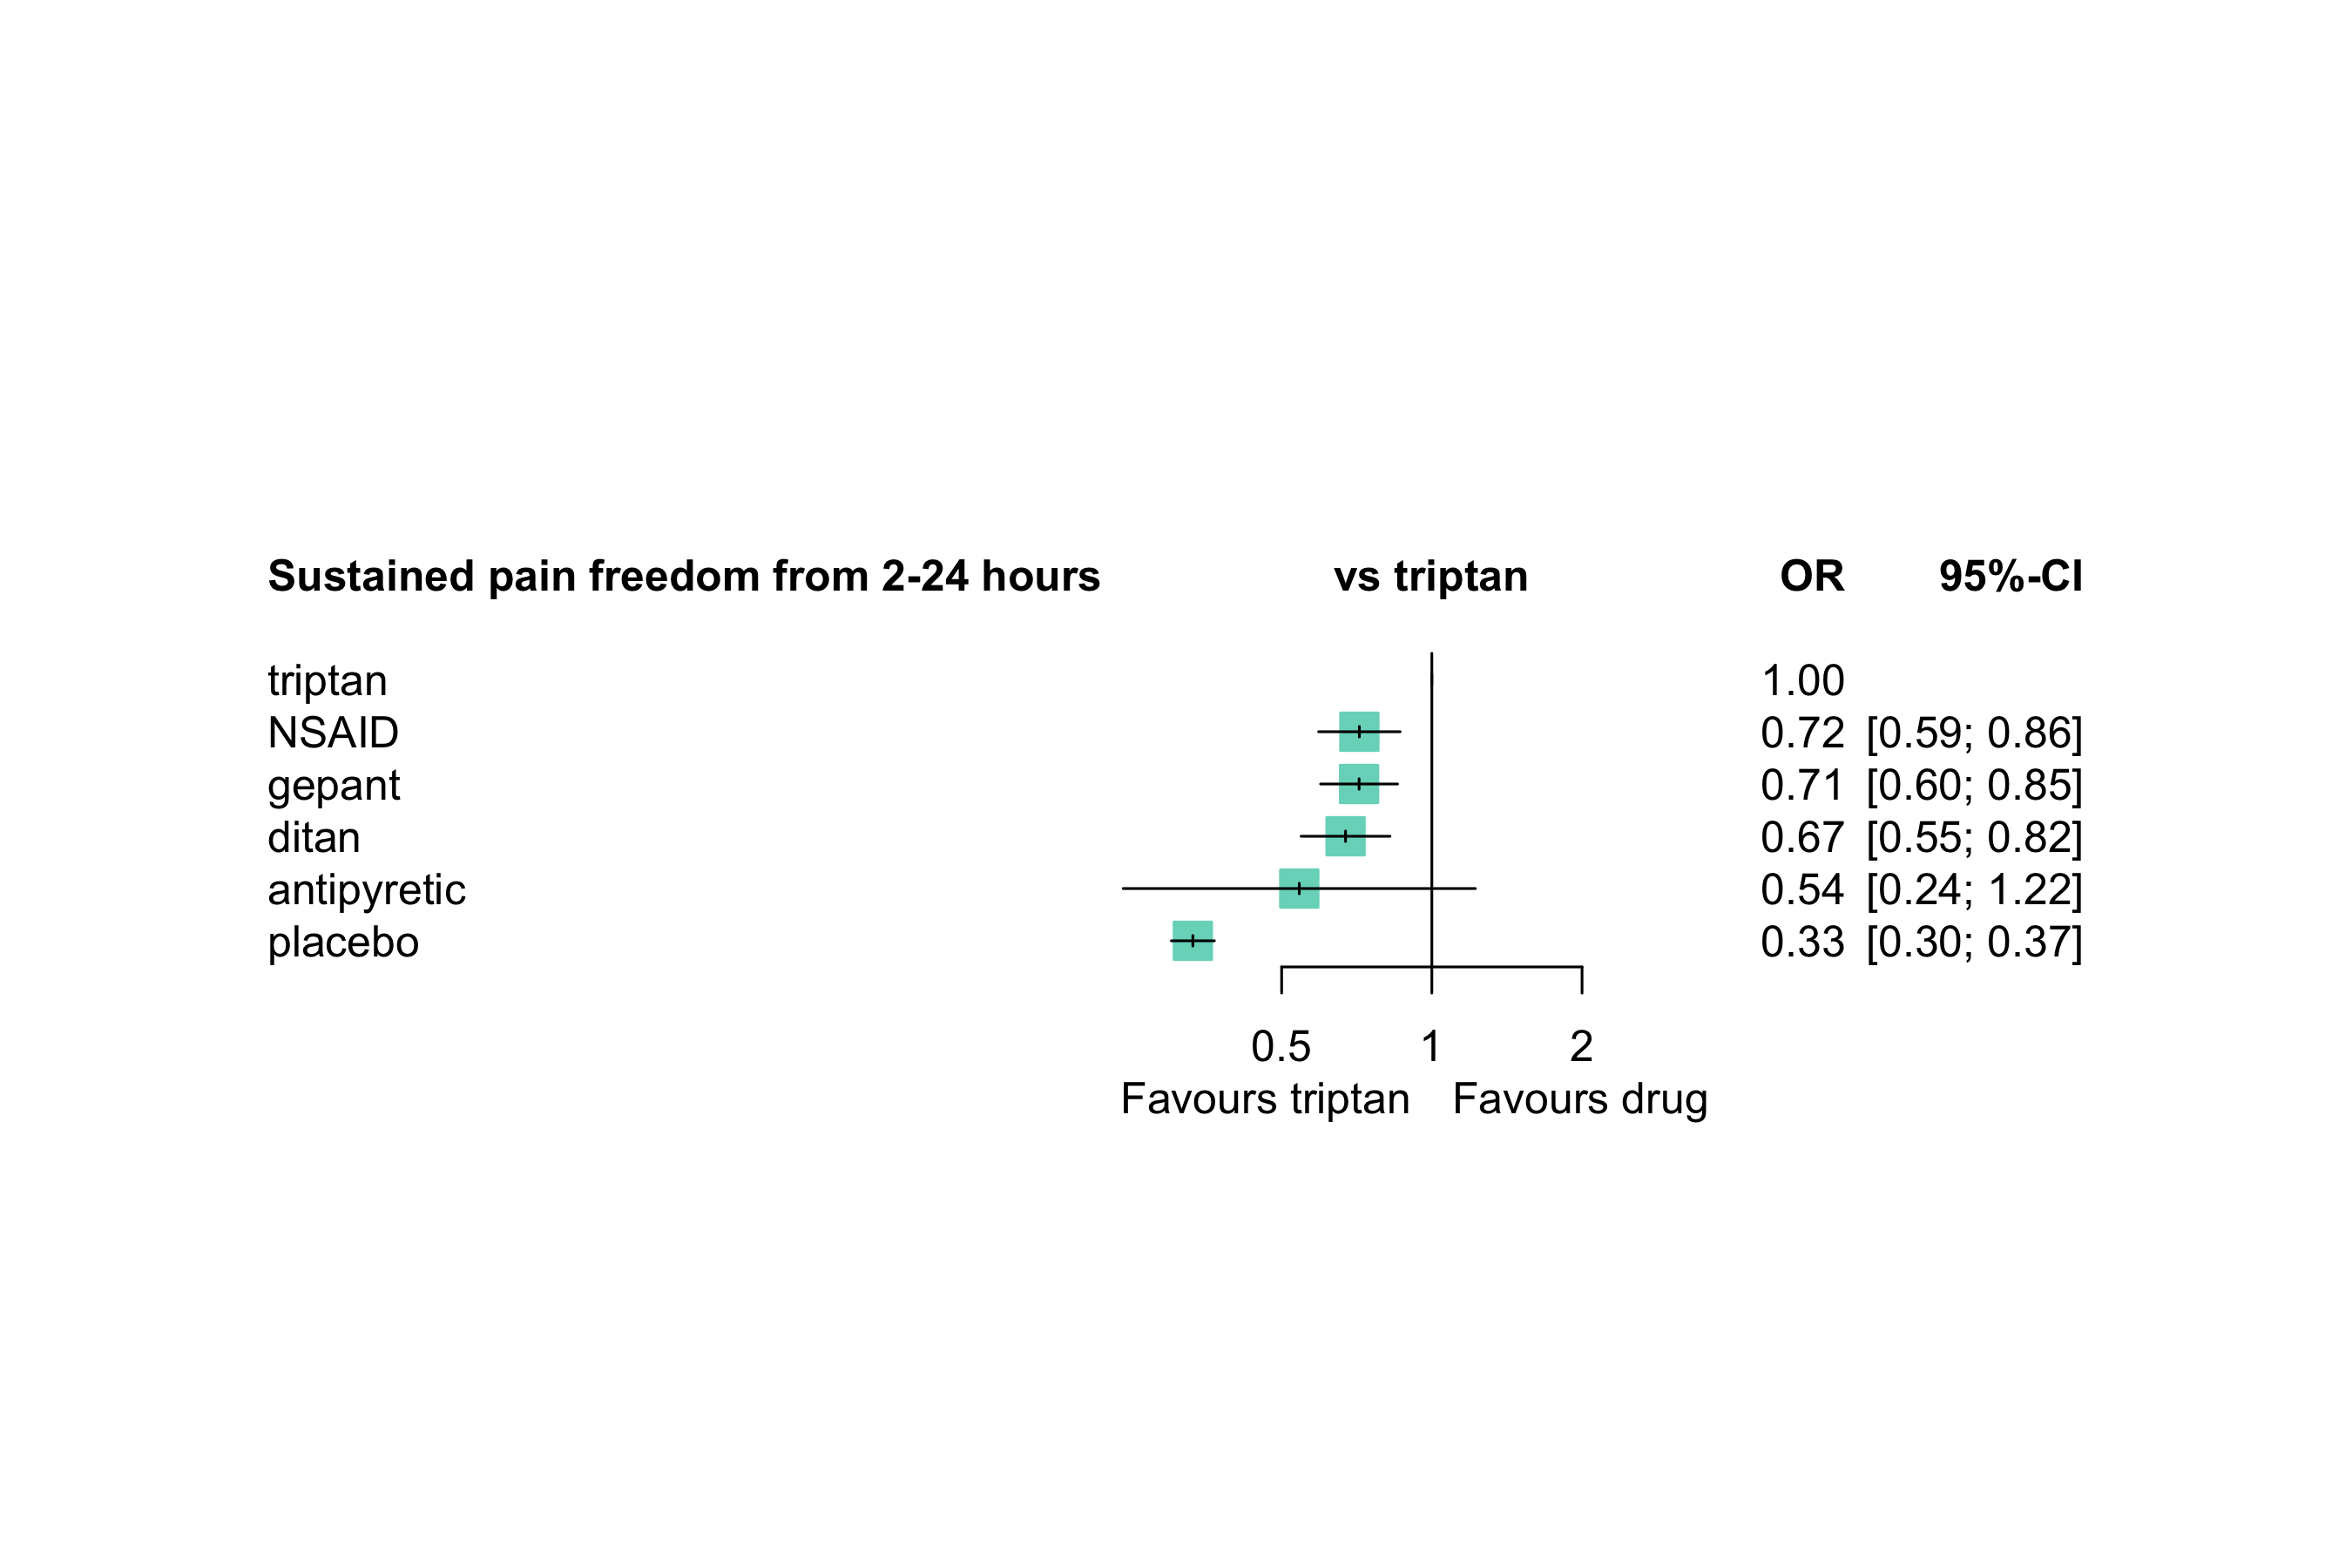 Sustained pain freedom from 2-24 hours vs triptan OR 95%-CI
triptan 1.00
NSAID 0.72 [0.59; 0.86]
gepant 0.71 [0.60; 0.85]
ditan 0.67 [0.55; 0.82]
antipyretic 0.54 [0.24; 1.22]
placebo 0.33 [0.30; 0.37]
0.5 1 2
Favours triptan Favours drug